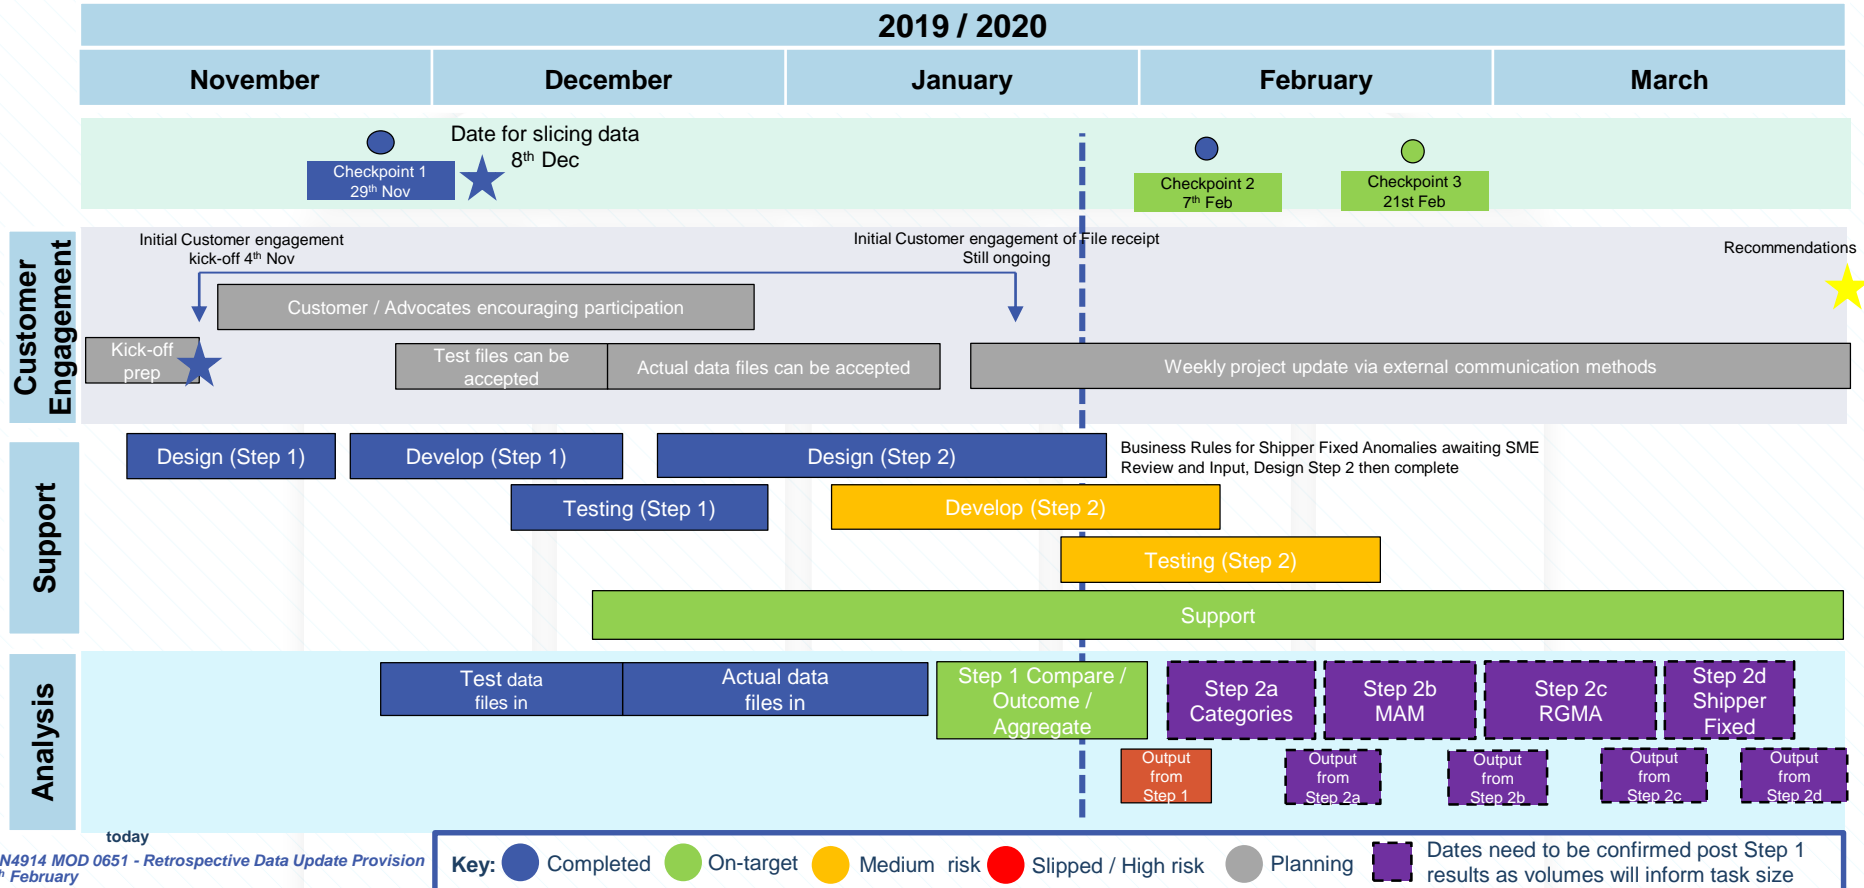 2019 / 2020
November
December
January
February
March
Date for slicing data
8th Dec
Checkpoint 1
29th Nov
Checkpoint 2
7th Feb
Checkpoint 3
21st Feb
Customer
Engagement
Initial Customer engagement
kick-off 4th Nov
Initial Customer engagement of File receipt
Still ongoing
Recommendations
Customer / Advocates encouraging participation
Kick-off
prep
Test files can be
accepted
Actual data files can be accepted
Weekly project update via external communication methods
Support
Design (Step 1)
Develop (Step 1)
Design (Step 2)
Business Rules for Shipper Fixed Anomalies awaiting SME
Review and Input, Design Step 2 then complete
Testing (Step 1)
Develop (Step 2)
Testing (Step 2)
Support
Analysis
Test data
files in
Actual data
files in
Step 1 Compare /
Outcome /
Aggregate
Step 2a
Categories
Step 2b
MAM
Step 2c
RGMA
Step 2d
Shipper
Fixed
Output
from
Step 1
Output
from
Step 2a
Output
from
Step 2b
Output
from
Step 2c
Output
from
Step 2d
today
N4914 MOD 0651 - Retrospective Data Update Provision
February
Key:
Completed
On-target
Medium risk
Slipped / High risk
Planning
Dates need to be confirmed post Step 1
results as volumes will inform task size